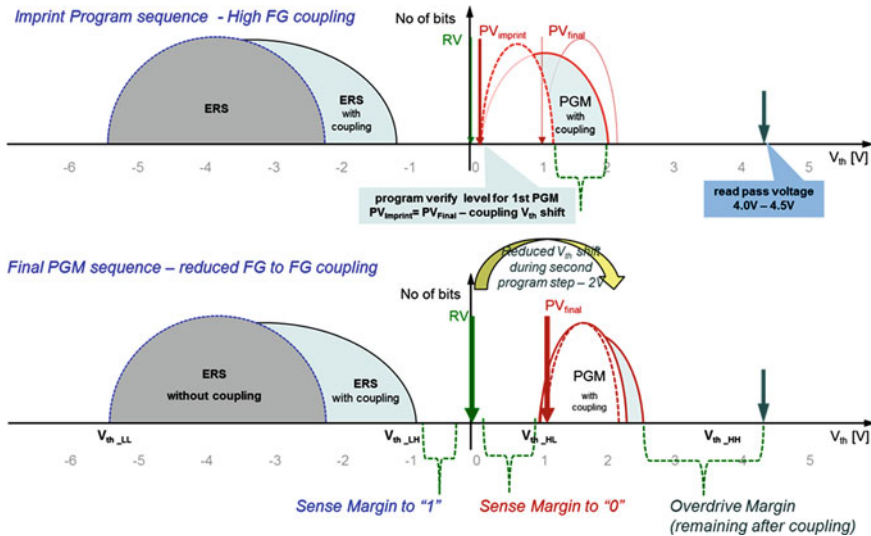 Imprint Program sequence - High FG coupling
No of bits
RV
PVimprint
PVfinal
ERS
ERS
with
coupling
PGM
with
coupling
-6 -5 -4 -3 -2 -1 0 1 2 3 4 5
Vth [V]
program verify level for 1st PGM
PVImprint= PVFinal – coupling Vth shift
read pass voltage
4.0V – 4.5V
Final PGM sequence – reduced FG to FG coupling
Reduced Vth shift
during second
program step – 2V
No of bits
RV
PVfinal
ERS
without coupling
ERS
with coupling
PGM
with
coupling
Vth _LL Vth _LH Vth _HL Vth _HH Vth [V]
-6 -5 -4 -3 -2 -1 0 1 2 3 4 5
Sense Margin to “1”
Sense Margin to “0”
Overdrive Margin
(remaining after coupling)